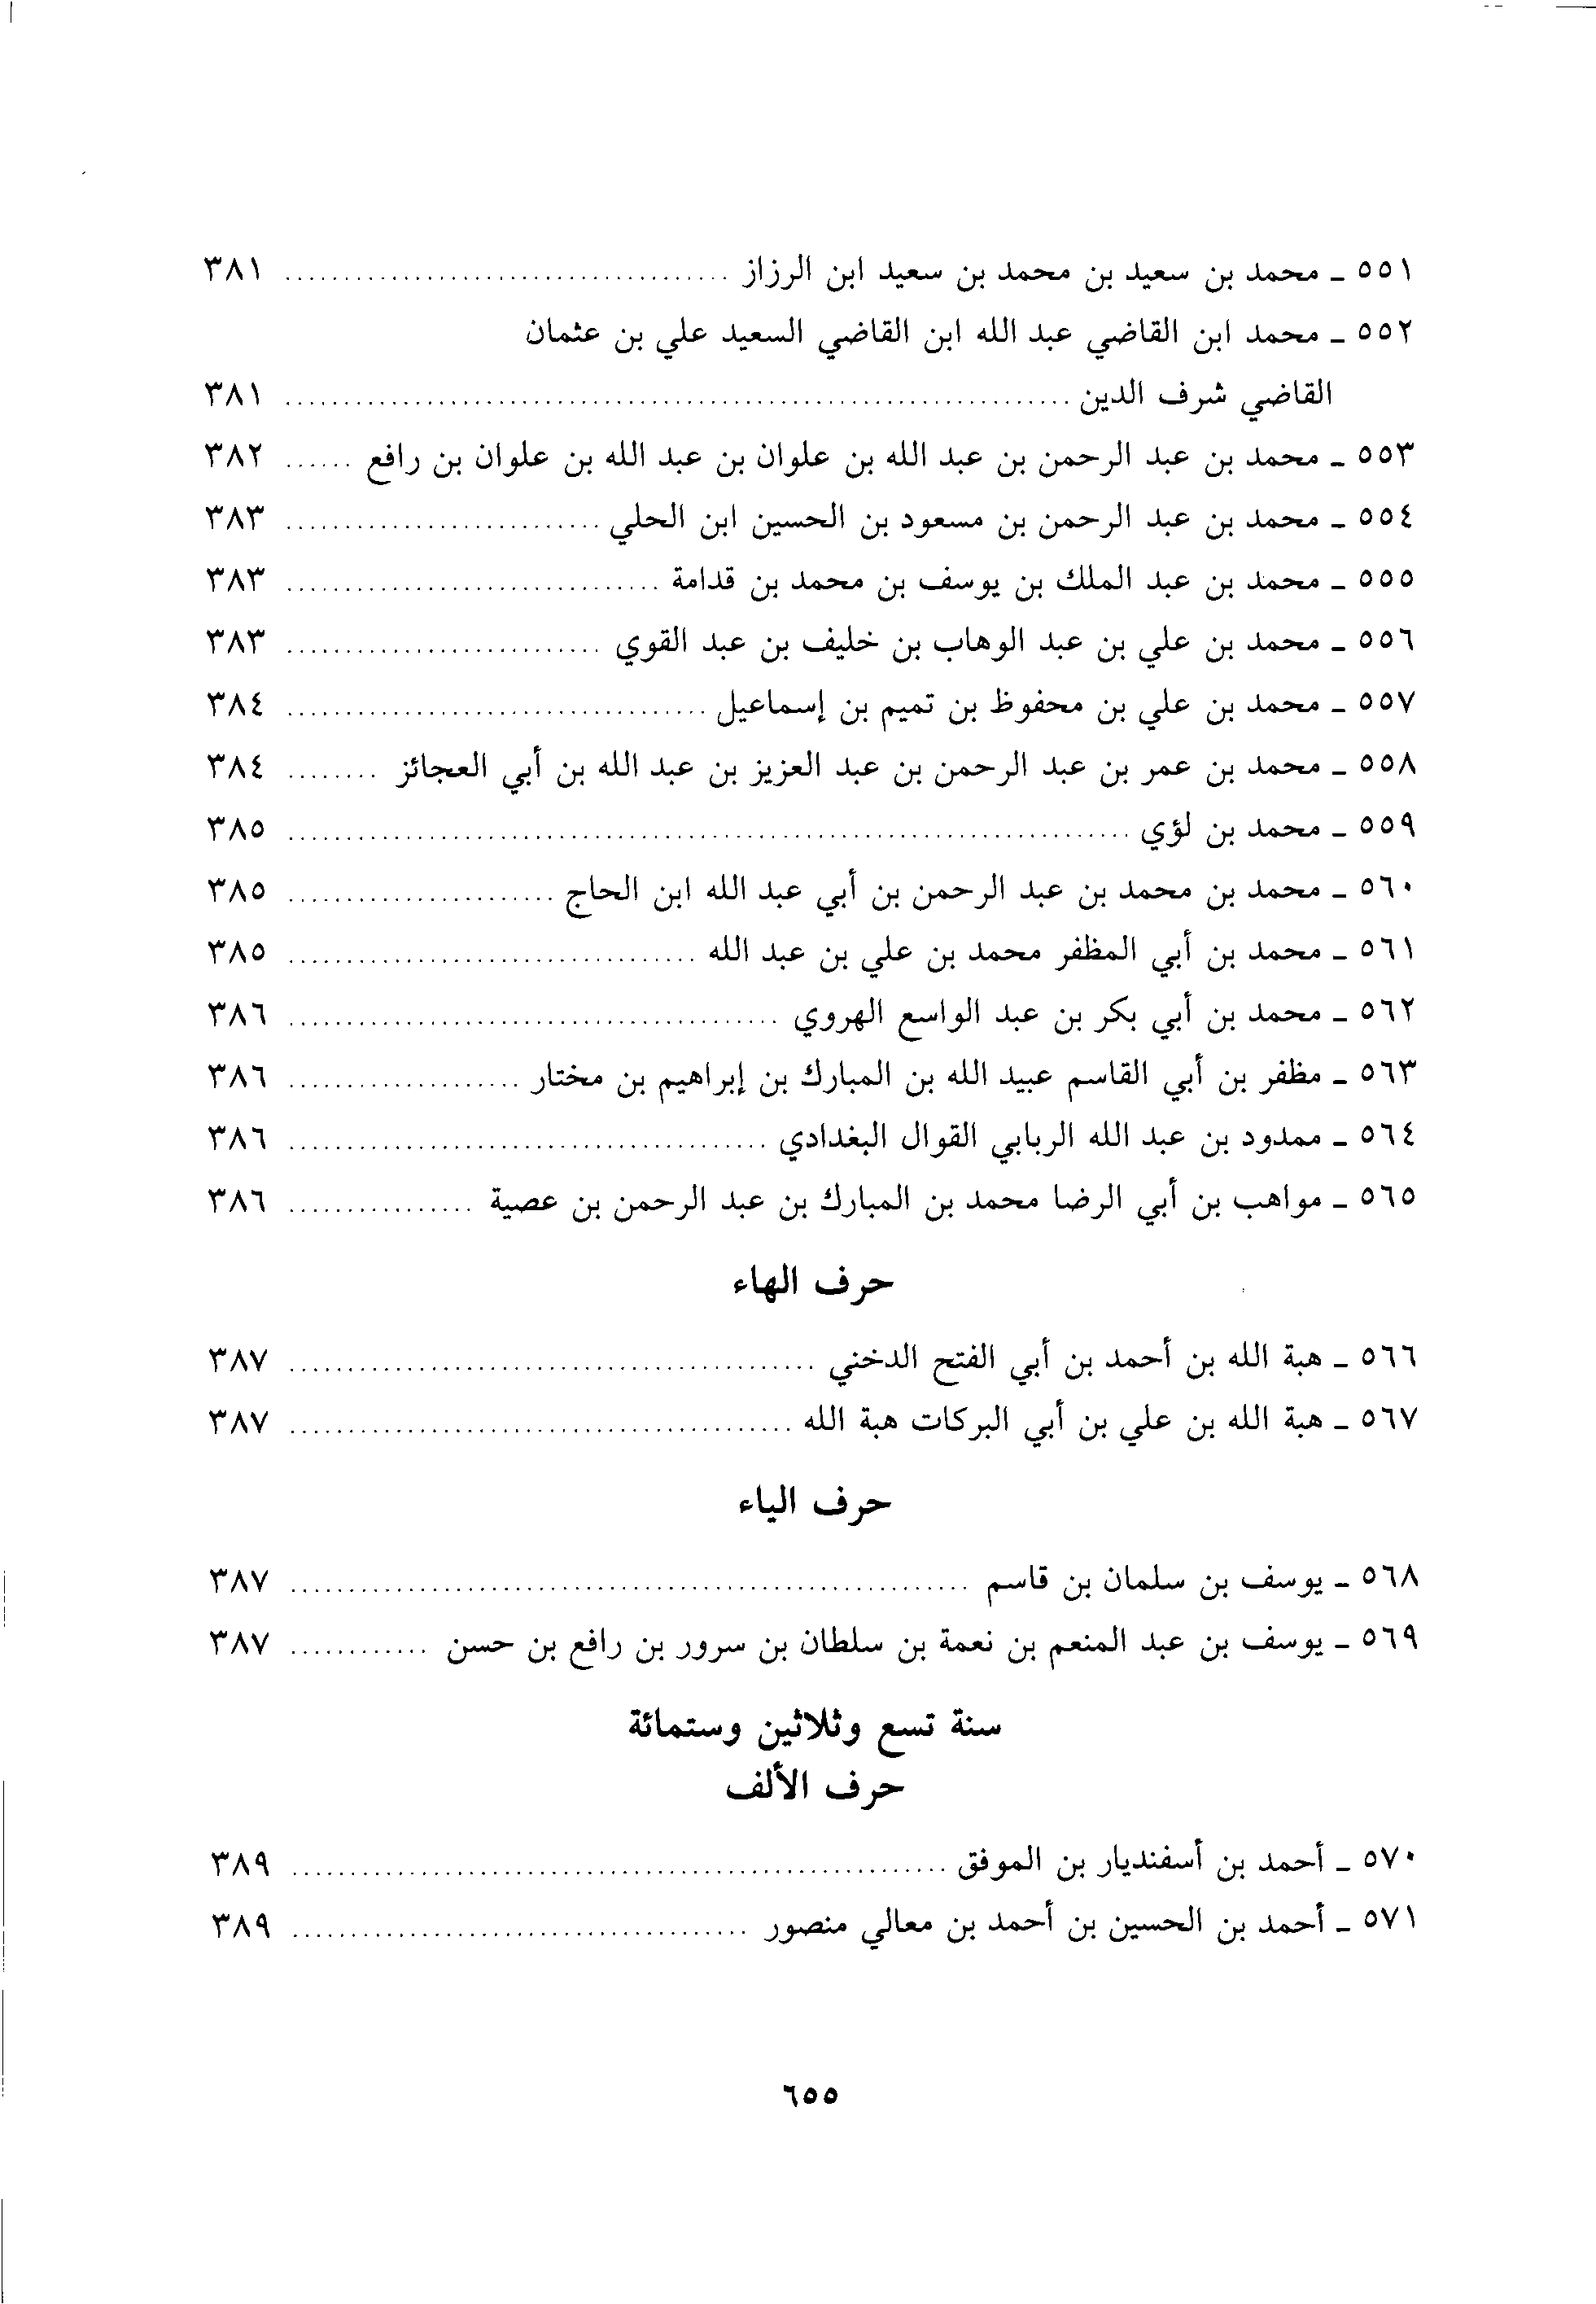 ٥٥١ ـ محمد بن سعيد بن محمد بن سعيد ابن الرزاز ..... ٣٨١
٥٥٢ ـ محمد ابن القاضي عبد الله ابن القاضي السعيد علي بن عثمان
القاضي شرف الدين ..... ٣٨١
٥٥٣ ـ محمد بن عبد الرحمن بن عبد الله بن علوان بن عبد الله بن علوان بن رافع ..... ٣٨٢
٥٥٤ ـ محمد بن عبد الرحمن بن مسعود بن الحسين ابن الحلي ..... ٣٨٣
٥٥٥ ـ محمد بن عبد الملك بن يوسف بن محمد بن قدامة ..... ٣٨٣
٥٥٦ ـ محمد بن علي بن عبد الوهاب بن خليف بن عبد القوي ..... ٣٨٣
٥٥٧ ـ محمد بن علي بن محفوظ بن تميم بن إسماعيل ..... ٣٨٤
٥٥٨ ـ محمد بن عمر بن عبد الرحمن بن عبد العزيز بن عبد الله بن أبي العجائز ..... ٣٨٤
٥٥٩ ـ محمد بن لؤي ..... ٣٨٥
٥٦٠ ـ محمد بن محمد بن عبد الرحمن بن أبي عبد الله ابن الحاج ..... ٣٨٥
٥٦١ ـ محمد بن أبي المظفر محمد بن علي بن عبد الله ..... ٣٨٥
٥٦٢ ـ محمد بن أبي بكر بن عبد الواسع الهروي ..... ٣٨٦
٥٦٣ ـ مظفر بن أبي القاسم عبيد الله بن المبارك بن إبراهيم بن مختار ..... ٣٨٦
٥٦٤ ـ ممدود بن عبد الله الربابي القوال البغدادي ..... ٣٨٦
٥٦٥ ـ مواهب بن أبي الرضا محمد بن المبارك بن عبد الرحمن بن عصية ..... ٣٨٦
حرف الهاء
٥٦٦ ـ هبة الله بن أحمد بن أبي الفتح الدخني ..... ٣٨٧
٥٦٧ ـ هبة الله بن علي بن أبي البركات هبة الله ..... ٣٨٧
حرف الياء
٥٦٨ ـ يوسف بن سلمان بن قاسم ..... ٣٨٧
٥٦٩ ـ يوسف بن عبد المنعم بن نعمة بن سلطان بن سرور بن رافع بن حسن ..... ٣٨٧
سنة تسع وثلاثين وستمائة
حرف الألف
٥٧٠ ـ أحمد بن أسفنديار بن الموفق ..... ٣٨٩
٥٧١ ـ أحمد بن الحسين بن أحمد بن معالي منصور ..... ٣٨٩
٦٥٥